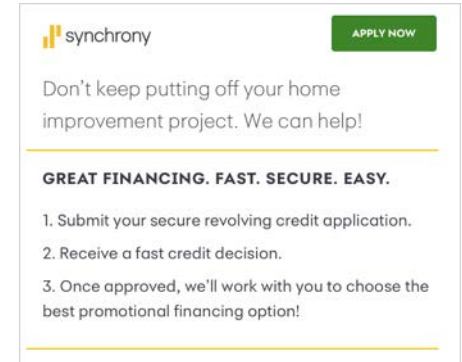 synchrony
APPLY NOW
Don't keep putting off your home
improvement project. We can help!
GREAT FINANCING. FAST. SECURE. EASY.
1. Submit your secure revolving credit application.
2. Receive a fast credit decision.
3. Once approved, we'll work with you to choose the
best promotional financing option!